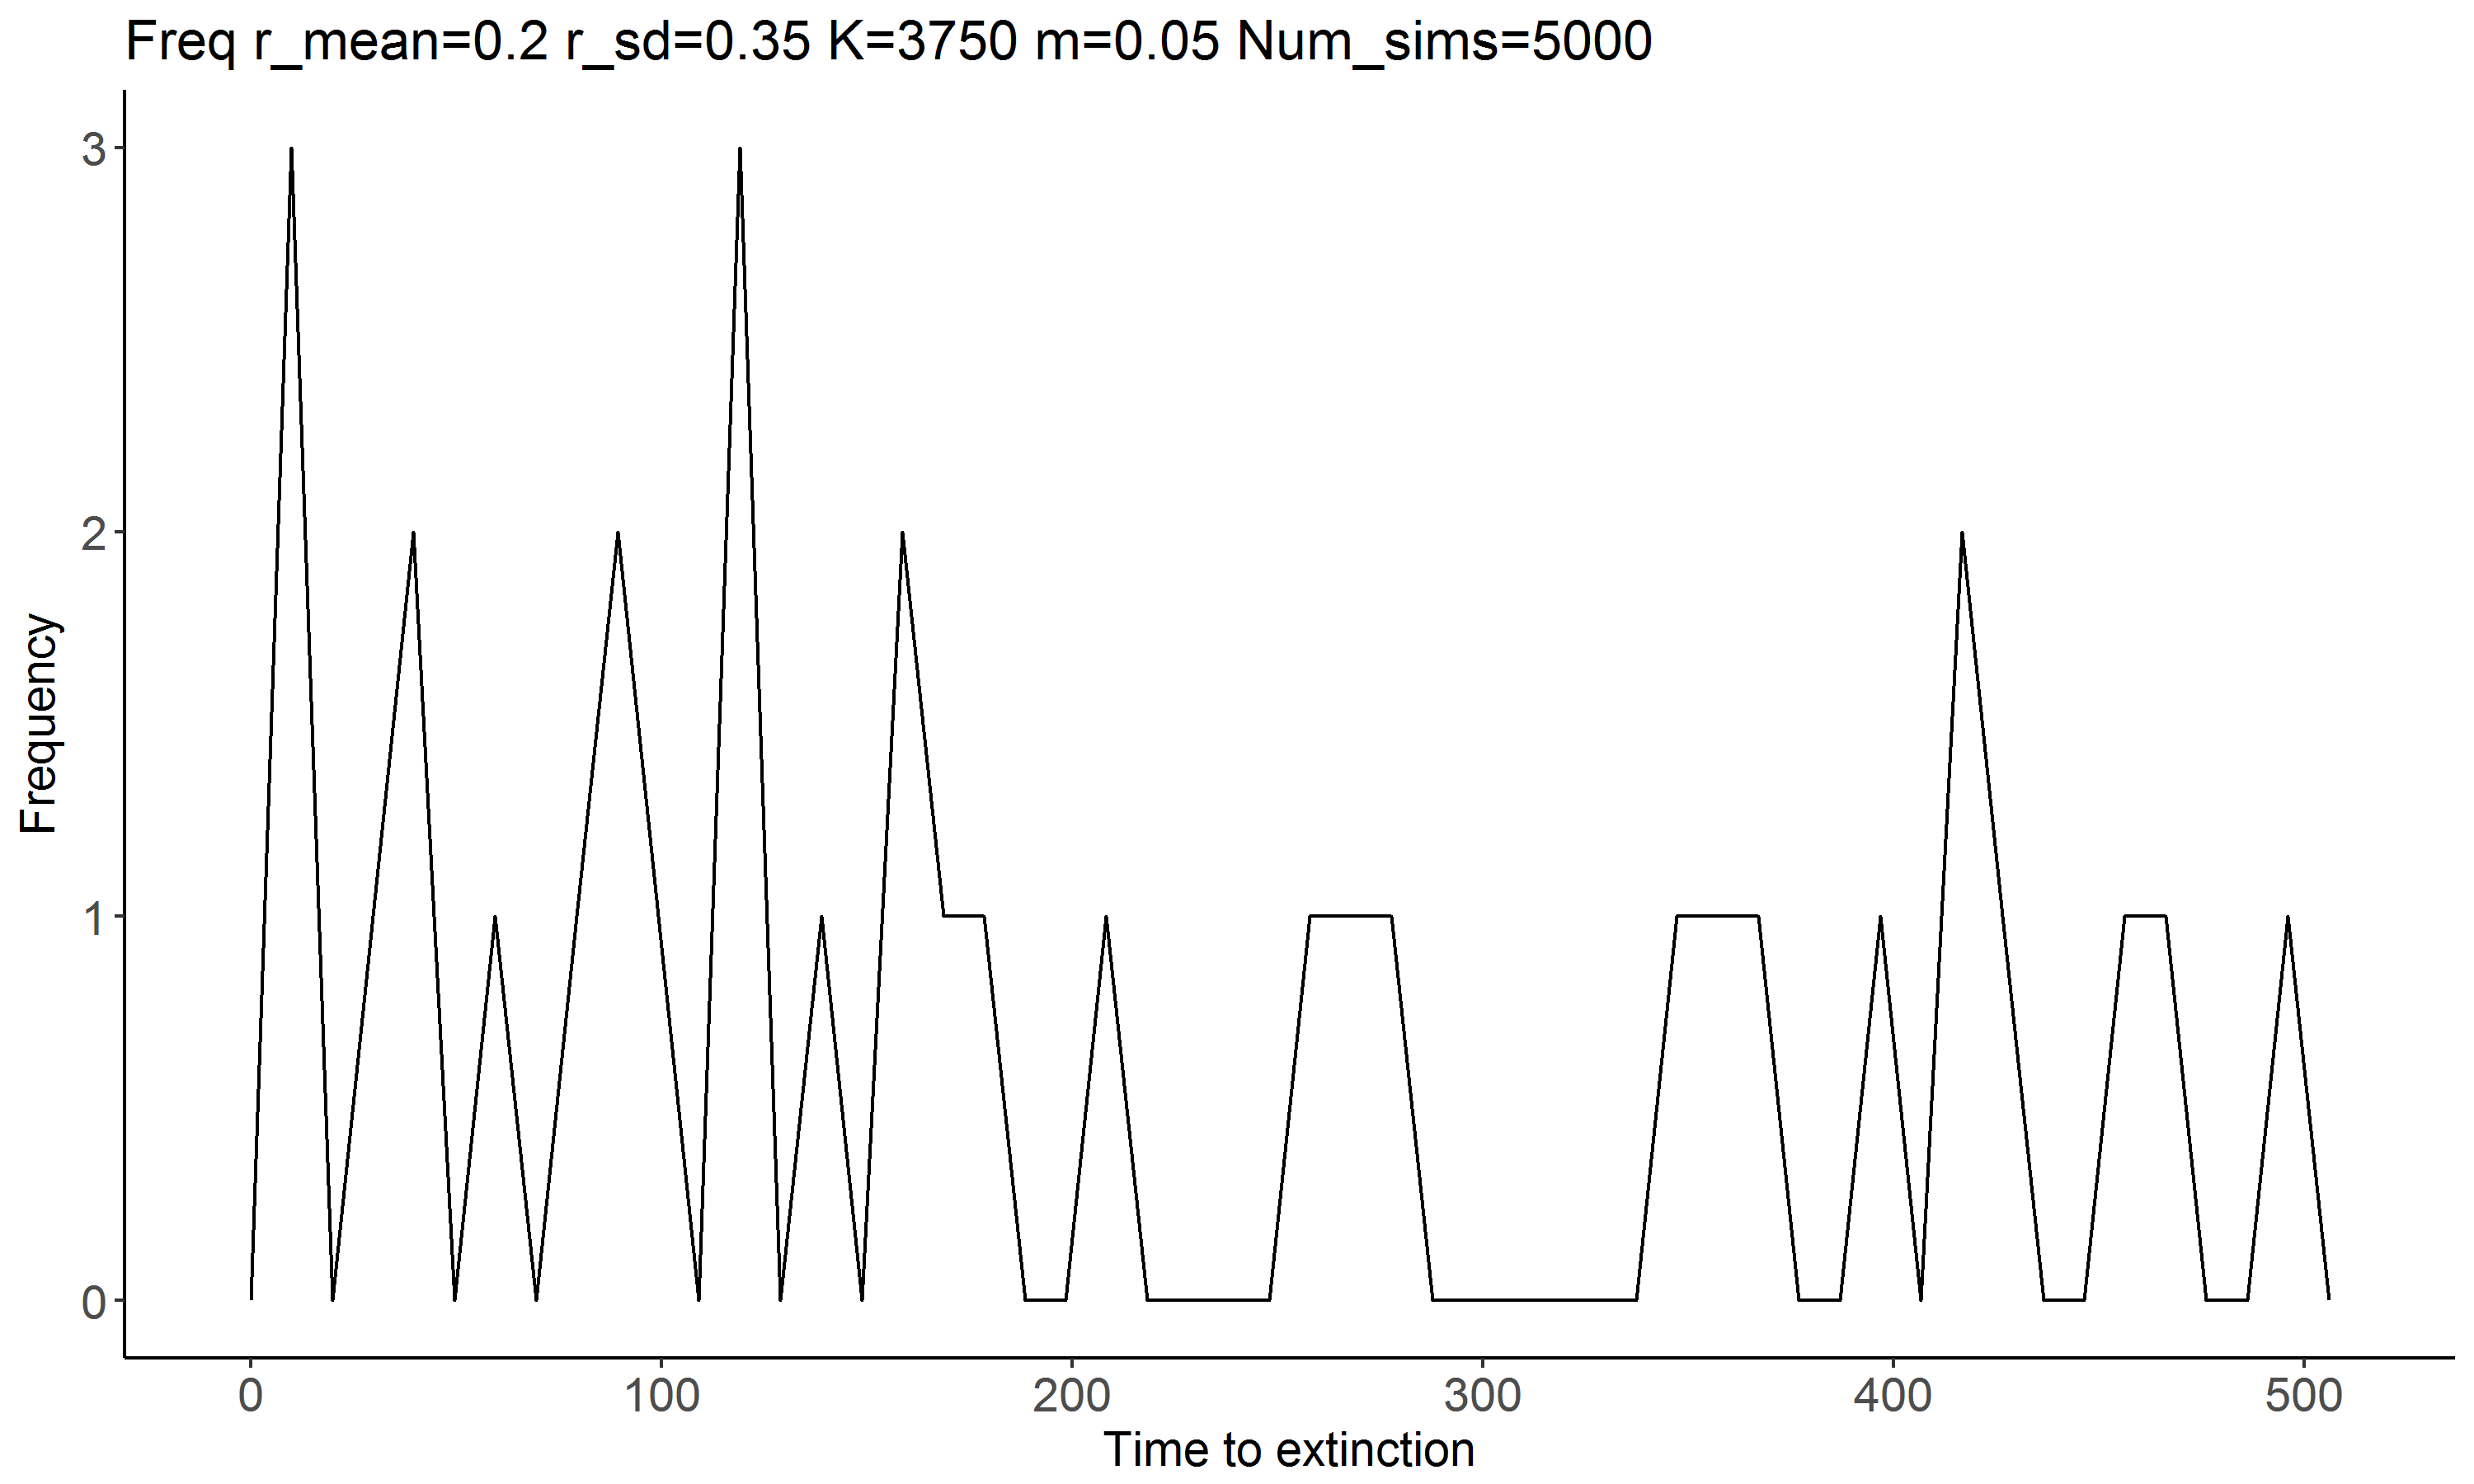 Freq r_mean=0.2 r_sd=0.35 K=3750 m=0.05 Num_sims=5000
3
2
1
0
Frequency
0 100 200 300 400 500
Time to extinction